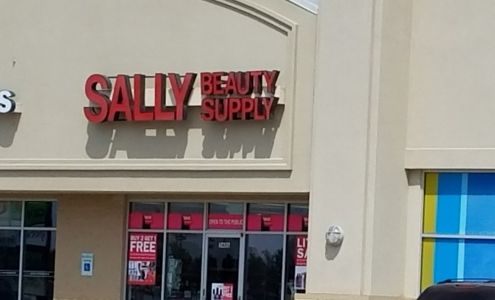 SALLY BEAUTY
SUPPLY
S
OPEN TO THE PUBLIC
BUY 2 GET 1
FREE